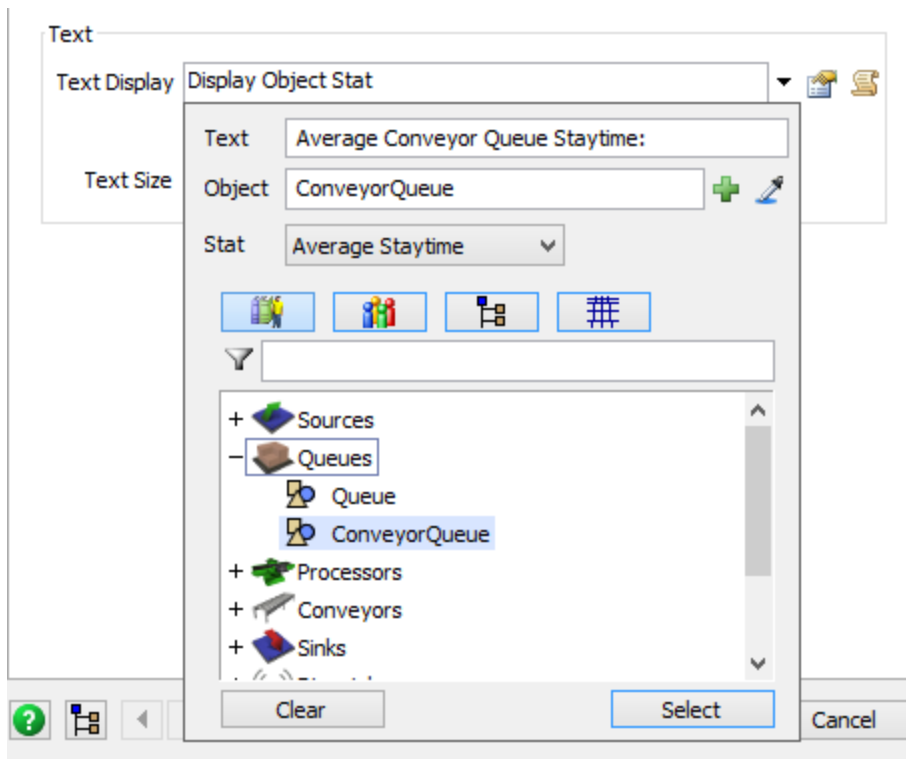 Text
Text Display Display Object Stat
Text Average Conveyor Queue Staytime:
Text Size
Object ConveyorQueue
Stat Average Staytime
Sources
Queues
Queue
ConveyorQueue
Processors
Conveyors
Sinks
Clear Select
Cancel